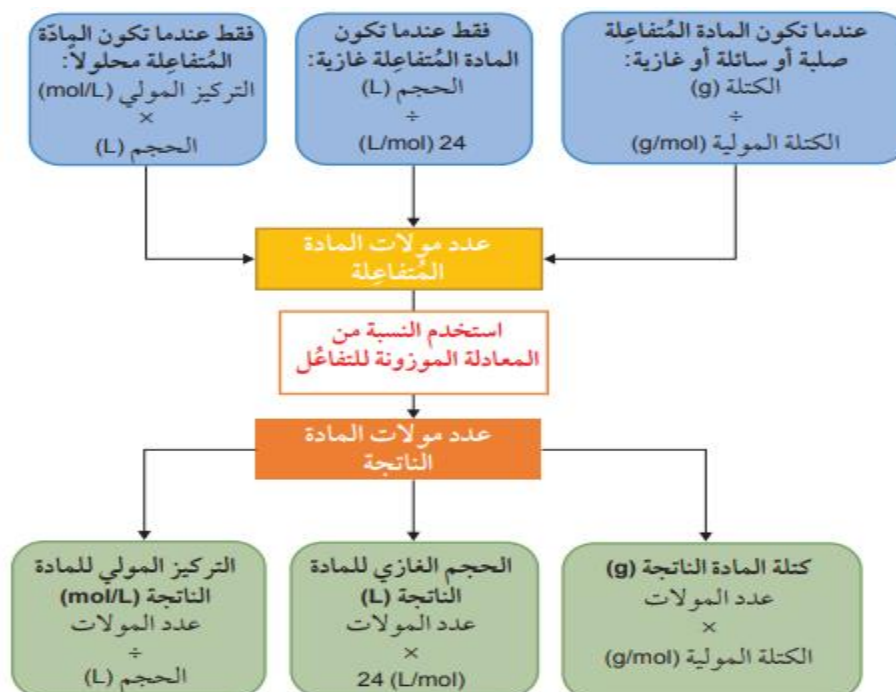 عندما تكون المادة المُتفاعِلة
صلبة أو سائلة أو غازية:
الكتلة (g)
÷
الكتلة المولية (g/mol)
فقط عندما تكون
المادة المُتفاعِلة غازية:
الحجم (L)
÷
24 (L/mol)
فقط عندما تكون المادّة
المُتفاعِلة محلولاً:
التركيز المولي (mol/L)
×
الحجم (L)
عدد مولات المادة
المُتفاعِلة
استخدم النسبة من
المعادلة الموزونة للتفاعُل
عدد مولات المادة
الناتجة
كتلة المادة الناتجة (g)
عدد المولات
×
الكتلة المولية (g/mol)
الحجم الغازي للمادة
الناتجة (L)
عدد المولات
×
24 (L/mol)
التركيز المولي للمادة
الناتجة (mol/L)
عدد المولات
÷
الحجم (L)